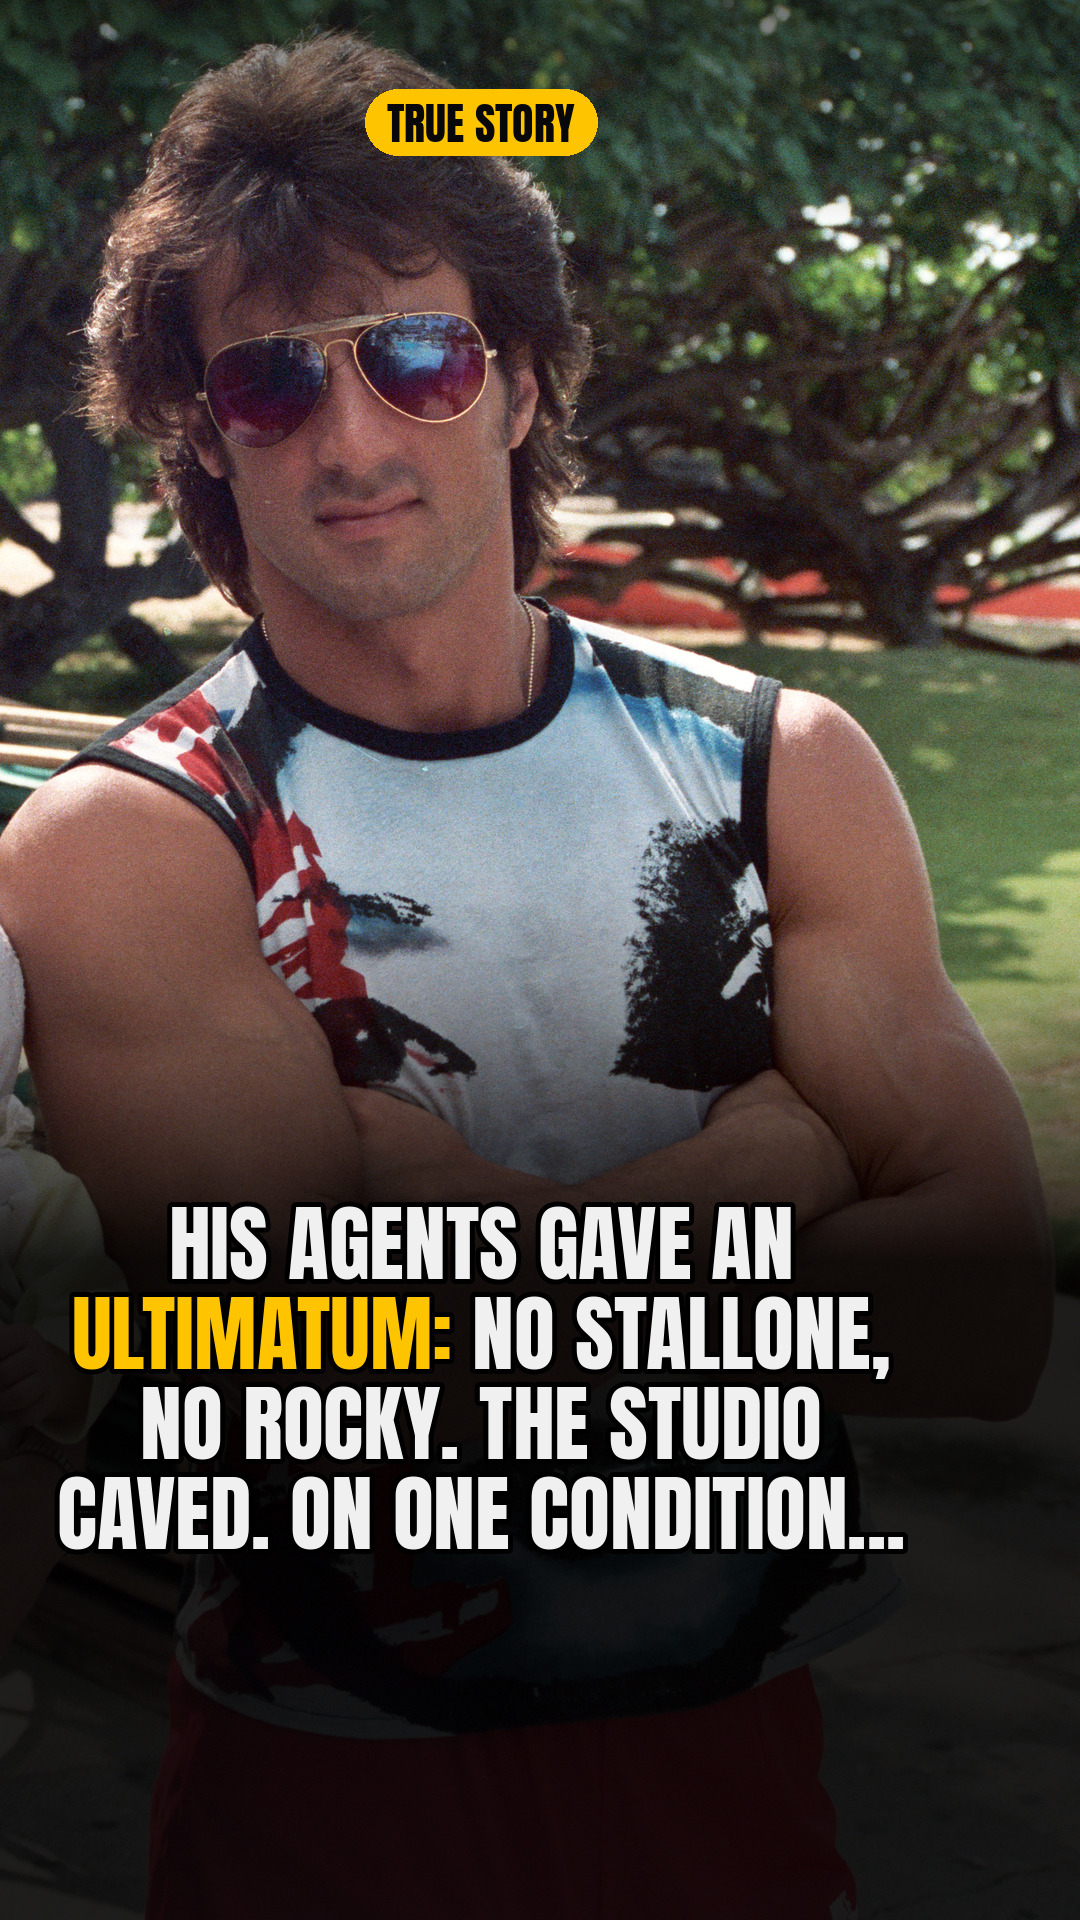 TRUE STORY
HIS AGENTS GAVE AN
ULTIMATUM: NO STALLONE,
NO ROCKY. THE STUDIO
CAVED. ON ONE CONDITION...